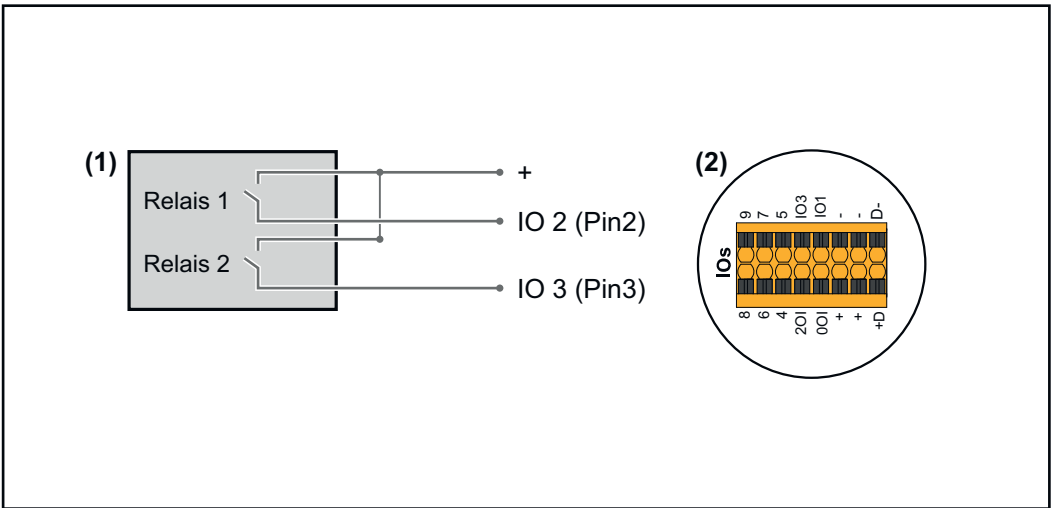 (1)
Relais 1
Relais 2
+
IO 2 (Pin2)
IO 3 (Pin3)
(2)
IOs
9 7 5 IO3 IO1 - - D-
8 6 4 IO2 IO0 + + D+